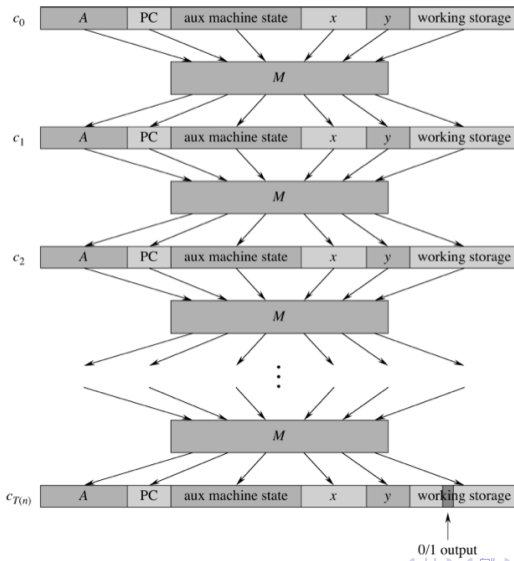 c0 A PC aux machine state x y working storage
M
c1 A PC aux machine state x y working storage
M
c2 A PC aux machine state x y working storage
M
⋮
M
cT(n) A PC aux machine state x y working storage
0/1 output